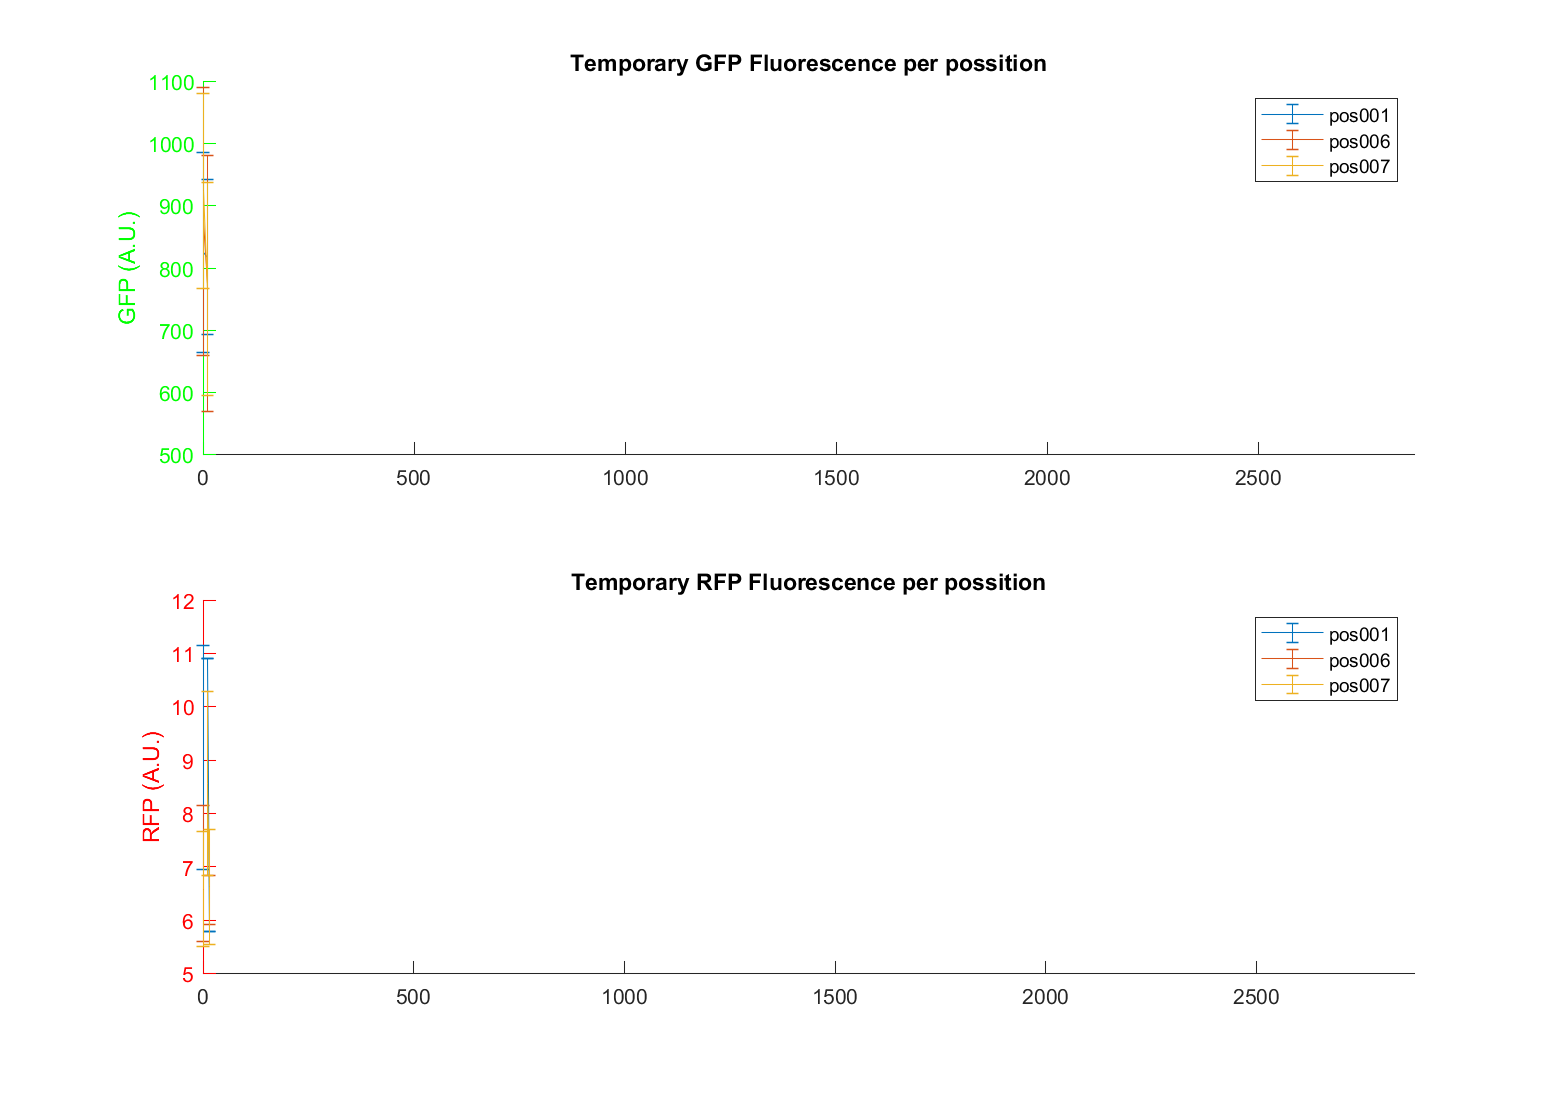 Temporary GFP Fluorescence per possition
1100
1000
900
800
700
600
500
GFP (A.U.)
pos001
pos006
pos007
0 500 1000 1500 2000 2500
Temporary RFP Fluorescence per possition
12
11
10
9
8
7
6
5
RFP (A.U.)
pos001
pos006
pos007
0 500 1000 1500 2000 2500